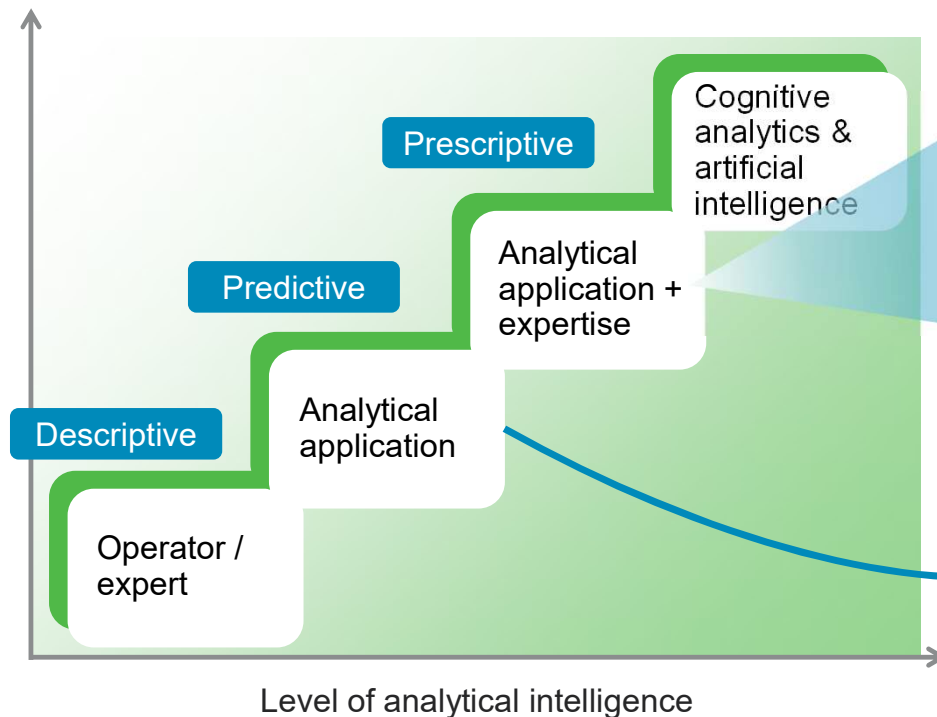 Cognitive
analytics &
artificial
intelligence
Prescriptive
Analytical
application +
expertise
Predictive
Analytical
application
Descriptive
Operator /
expert
Level of analytical intelligence